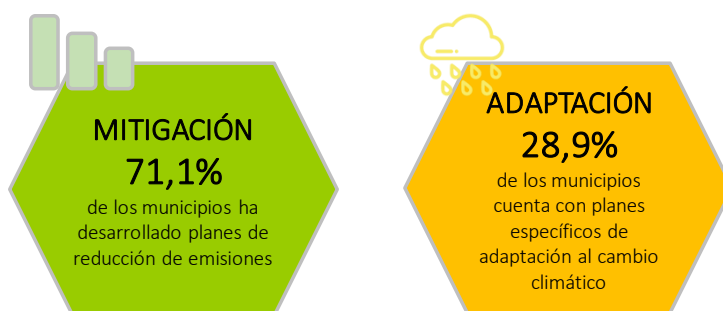 MITIGACIÓN
71,1%
de los municipios ha
desarrollado planes de
reducción de emisiones
ADAPTACIÓN
28,9%
de los municipios
cuenta con planes
específicos de
adaptación al cambio
climático